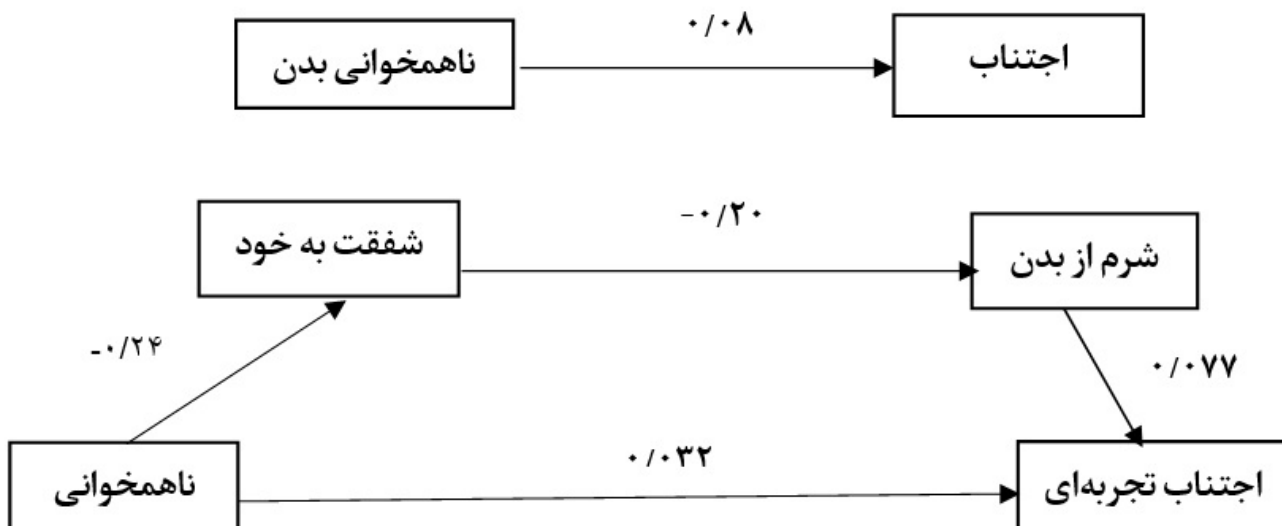 ۰/۰۸
اجتناب
ناهمخوانی بدن
-۰/۲۰
شرم از بدن
شفقت به خود
-۰/۲۴
۰/۰۷۷
۰/۰۳۲
اجتناب تجربه‌ای
ناهمخوانی